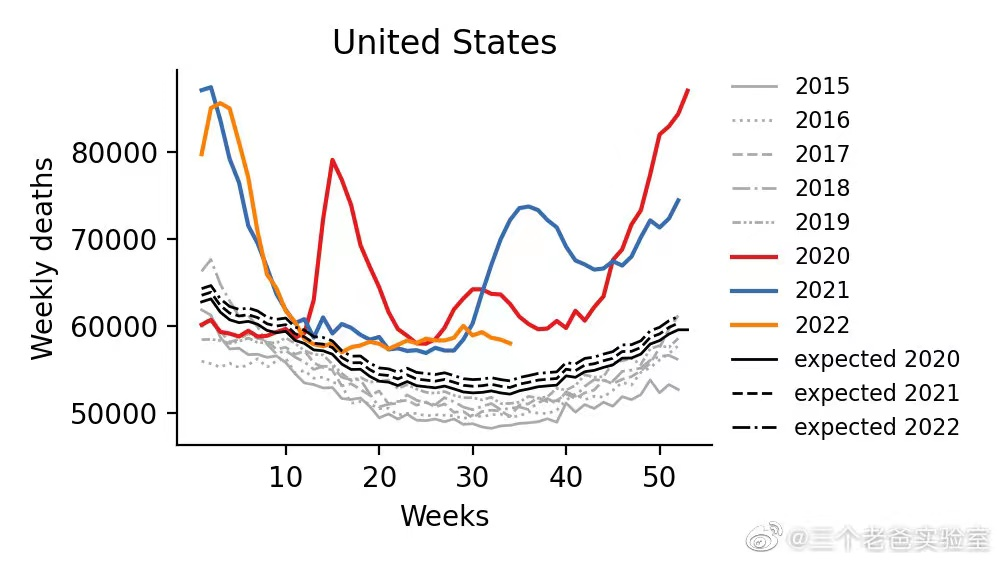 United States
Weekly deaths
80000
70000
60000
50000
10 20 30 40 50
Weeks
2015
2016
2017
2018
2019
2020
2021
2022
expected 2020
expected 2021
expected 2022
@三个老爸实验室